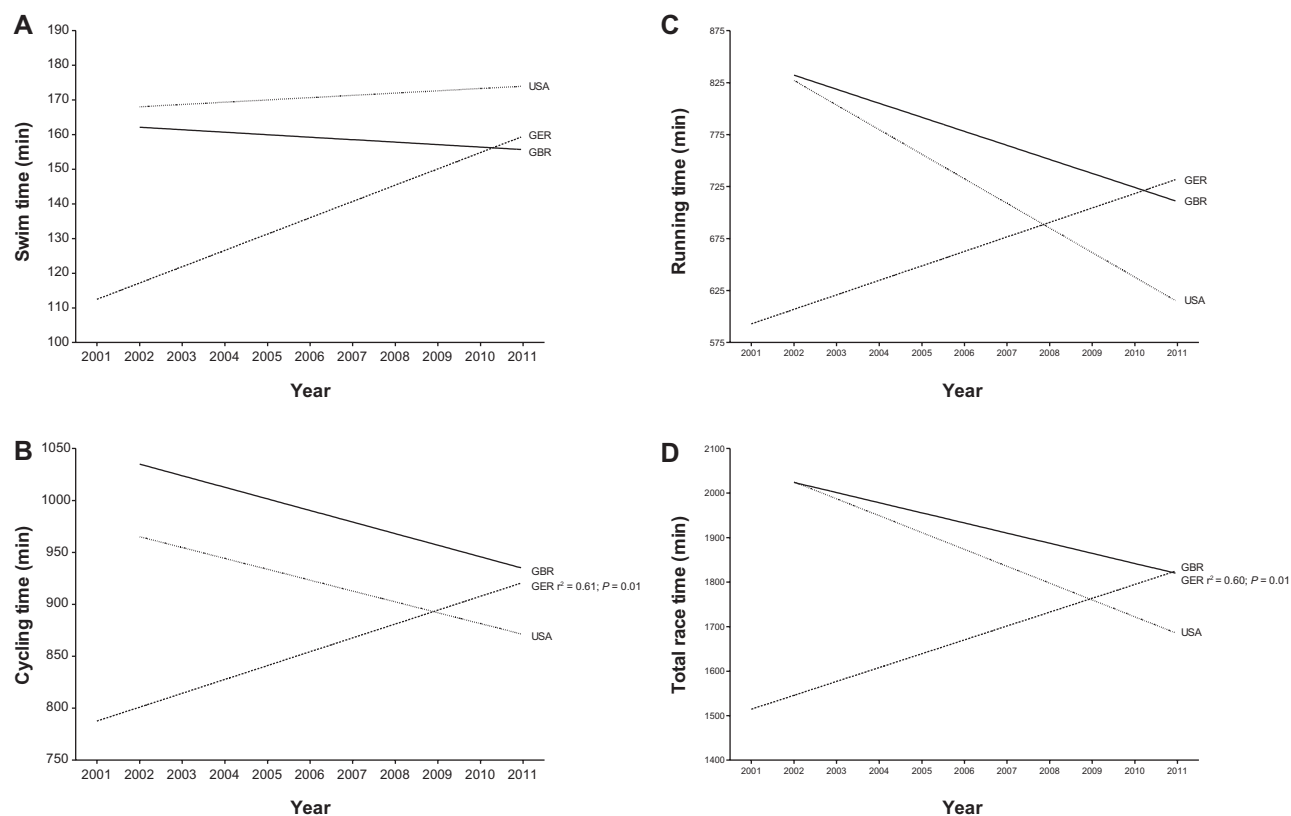 A
Swim time (min)
190
180
170
160
150
140
130
120
110
100
USA
GER
GBR
2001 2002 2003 2004 2005 2006 2007 2008 2009 2010 2011
Year
C
Running time (min)
875
825
775
725
675
625
575
GER
GBR
USA
2001 2002 2003 2004 2005 2006 2007 2008 2009 2010 2011
Year
B
Cycling time (min)
1050
1000
950
900
850
800
750
GBR
GER r² = 0.61; P = 0.01
USA
2001 2002 2003 2004 2005 2006 2007 2008 2009 2010 2011
Year
D
Total race time (min)
2100
2000
1900
1800
1700
1600
1500
1400
GBR
GER r² = 0.60; P = 0.01
USA
2001 2002 2003 2004 2005 2006 2007 2008 2009 2010 2011
Year